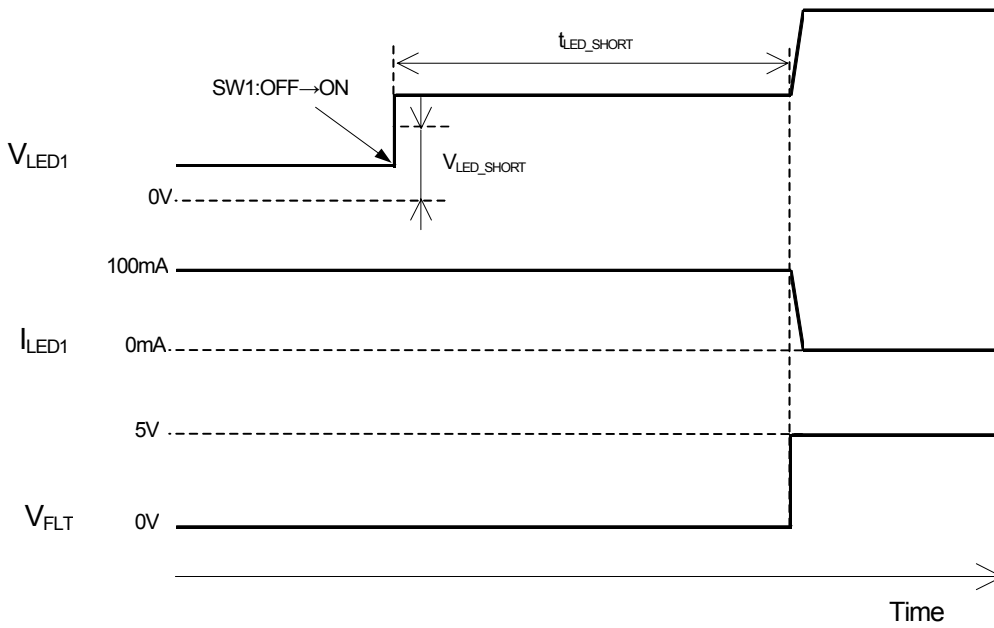 tLED_SHORT
SW1:OFF→ON
VLED1
VLED_SHORT
0V
100mA
ILED1
0mA
5V
VFLT
0V
Time